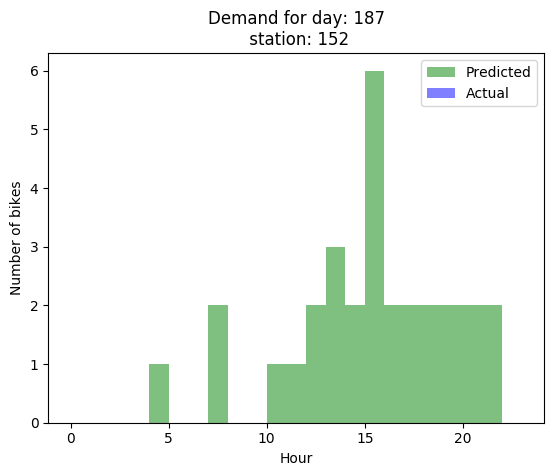 Demand for day: 187
station: 152
Predicted
Actual
Number of bikes
6
5
4
3
2
1
0
0 5 10 15 20
Hour